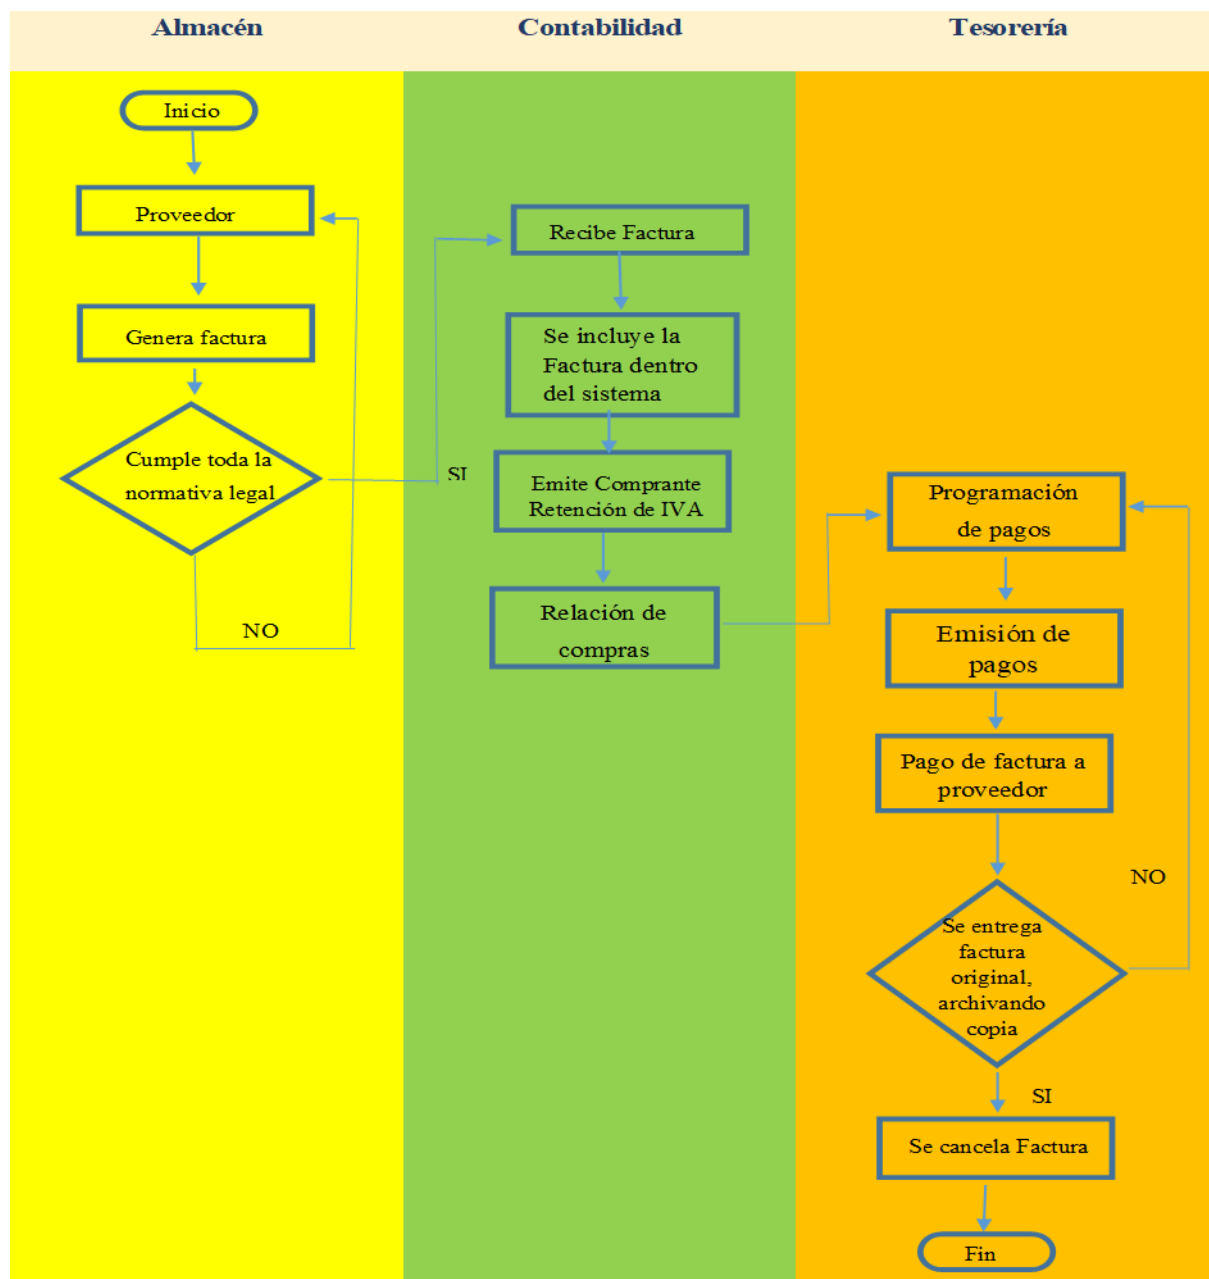 Almacén
Contabilidad
Tesorería
Inicio
Proveedor
Genera factura
Cumple toda la
normativa legal
NO
SI
Recibe Factura
Se incluye la
Factura dentro
del sistema
Emite Comprante
Retención de IVA
Relación de
compras
Programación
de pagos
Emisión de
pagos
Pago de factura a
proveedor
NO
Se entrega
factura
original,
archivando
copia
SI
Se cancela Factura
Fin